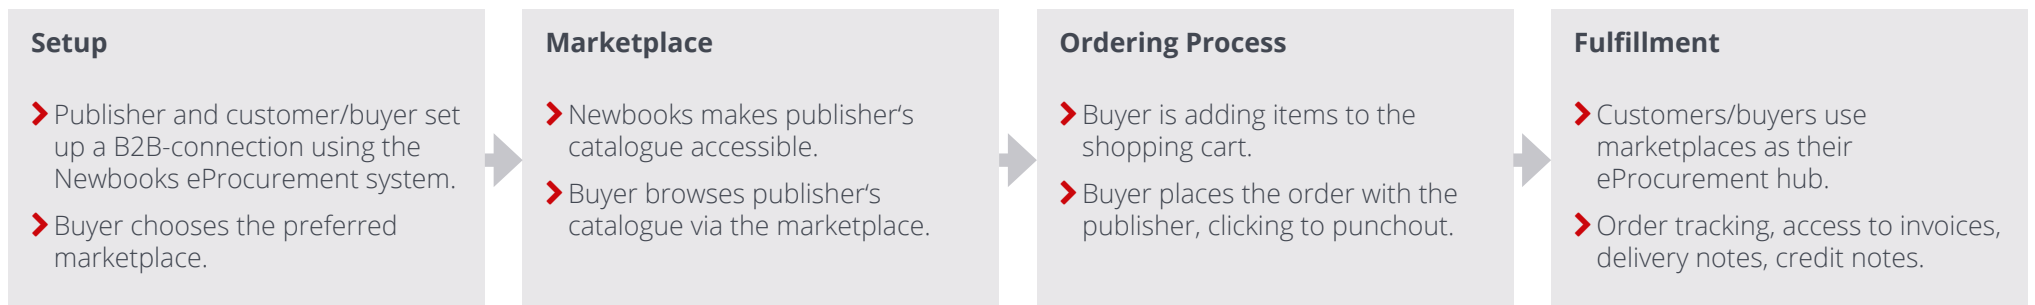 Setup
Publisher and customer/buyer set
up a B2B-connection using the
Newbooks eProcurement system.
Buyer chooses the preferred
marketplace.
Marketplace
Newbooks makes publisher‘s
catalogue accessible.
Buyer browses publisher‘s
catalogue via the marketplace.
Ordering Process
Buyer is adding items to the
shopping cart.
Buyer places the order with the
publisher, clicking to punchout.
Fulfillment
Customers/buyers use
marketplaces as their
eProcurement hub.
Order tracking, access to invoices,
delivery notes, credit notes.